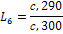 L₆ = c, 290 / c, 300